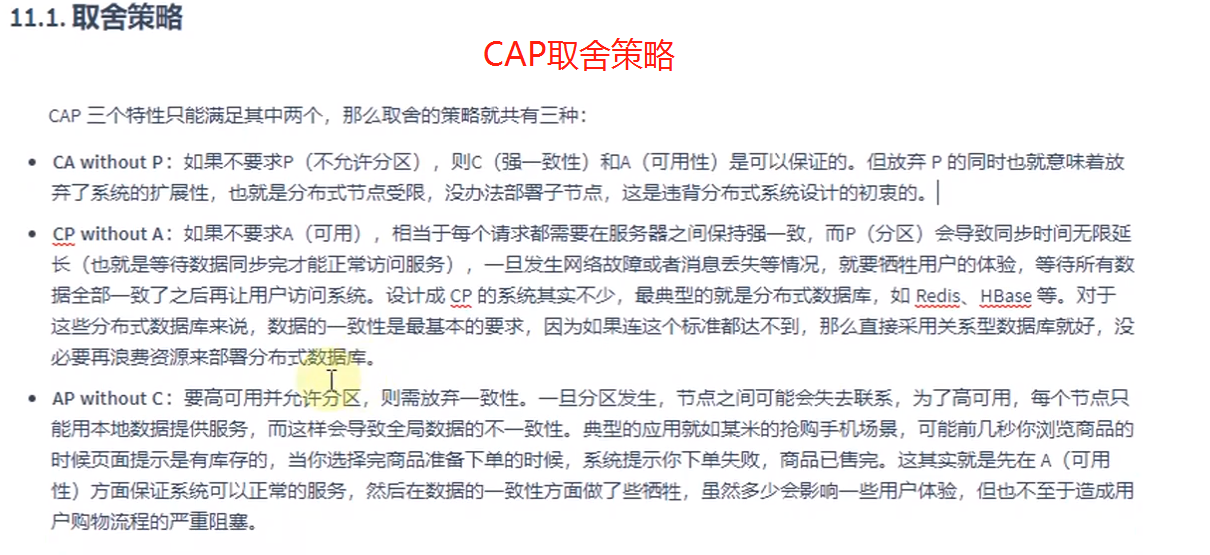 11.1. 取舍策略
CAP取舍策略
CAP 三个特性只能满足其中两个，那么取舍的策略就共有三种：
• CA without P：如果不要求P（不允许分区），则C（强一致性）和A（可用性）是可以保证的。但放弃 P 的同时也就意味着放
弃了系统的扩展性，也就是分布式节点受限，没办法部署子节点，这是违背分布式系统设计的初衷的。
• CP without A：如果不要求A（可用），相当于每个请求都需要在服务器之间保持强一致，而P（分区）会导致同步时间无限延
长（也就是等待数据同步完才能正常访问服务），一旦发生网络故障或者消息丢失等情况，就要牺牲用户的体验，等待所有数
据全部一致了之后再让用户访问系统。设计成 CP 的系统其实不少，最典型的就是分布式数据库，如 Redis、HBase 等。对于
这些分布式数据库来说，数据的一致性是最基本的要求，因为如果连这个标准都达不到，那么直接采用关系型数据库就好，没
必要再浪费资源来部署分布式数据库。
• AP without C：要高可用并允许分区，则需放弃一致性。一旦分区发生，节点之间可能会失去联系，为了高可用，每个节点只
能用本地数据提供服务，而这样会导致全局数据的不一致性。典型的应用就如某米的抢购手机场景，可能前几秒你浏览商品的
时候页面提示是有库存的，当你选择完商品准备下单的时候，系统提示你下单失败，商品已售完。这其实就是先在 A（可用
性）方面保证系统可以正常的服务，然后在数据的一致性方面做了些牺牲，虽然多少会影响一些用户体验，但也不至于造成用
户购物流程的严重阻塞。